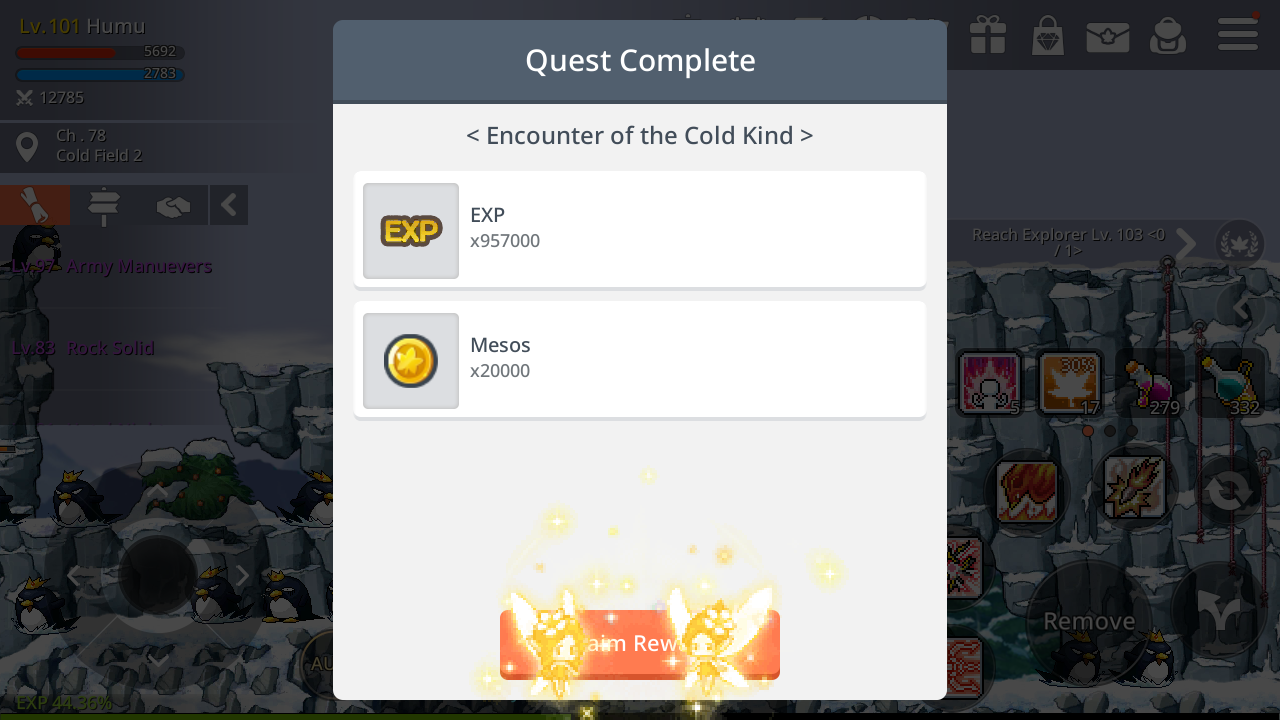 Lv.101 Humu
5692
2783
12785
Ch . 78
Cold Field 2
Lv.97 Army Manuevers
Lv.83 Rock Solid
EXP 44.36%
Quest Complete
< Encounter of the Cold Kind >
EXP
EXP
x957000
Mesos
x20000
Reach Explorer Lv. 103 <0
/ 1>
30%
5
17
279
332
Remove